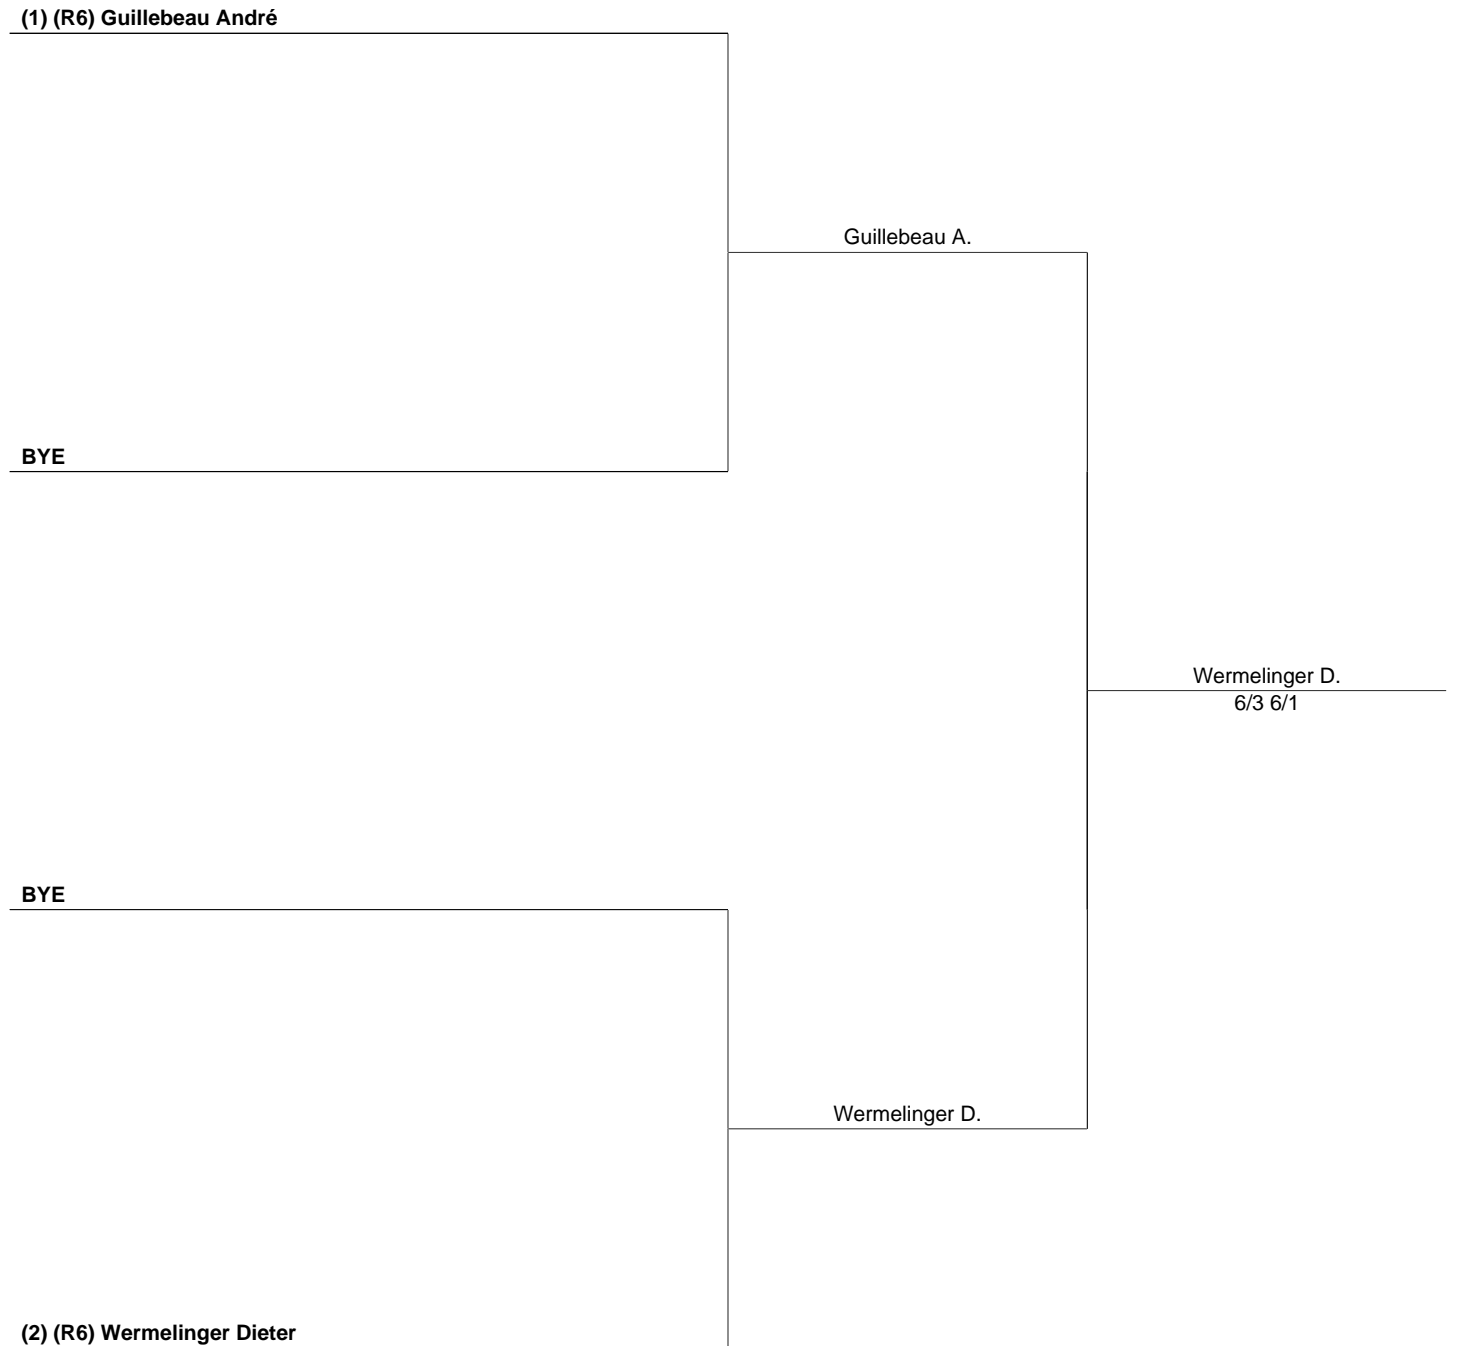 (1) (R6) Guillebeau André
Guillebeau A.
BYE
Wermelinger D.
6/3 6/1
BYE
Wermelinger D.
(2) (R6) Wermelinger Dieter